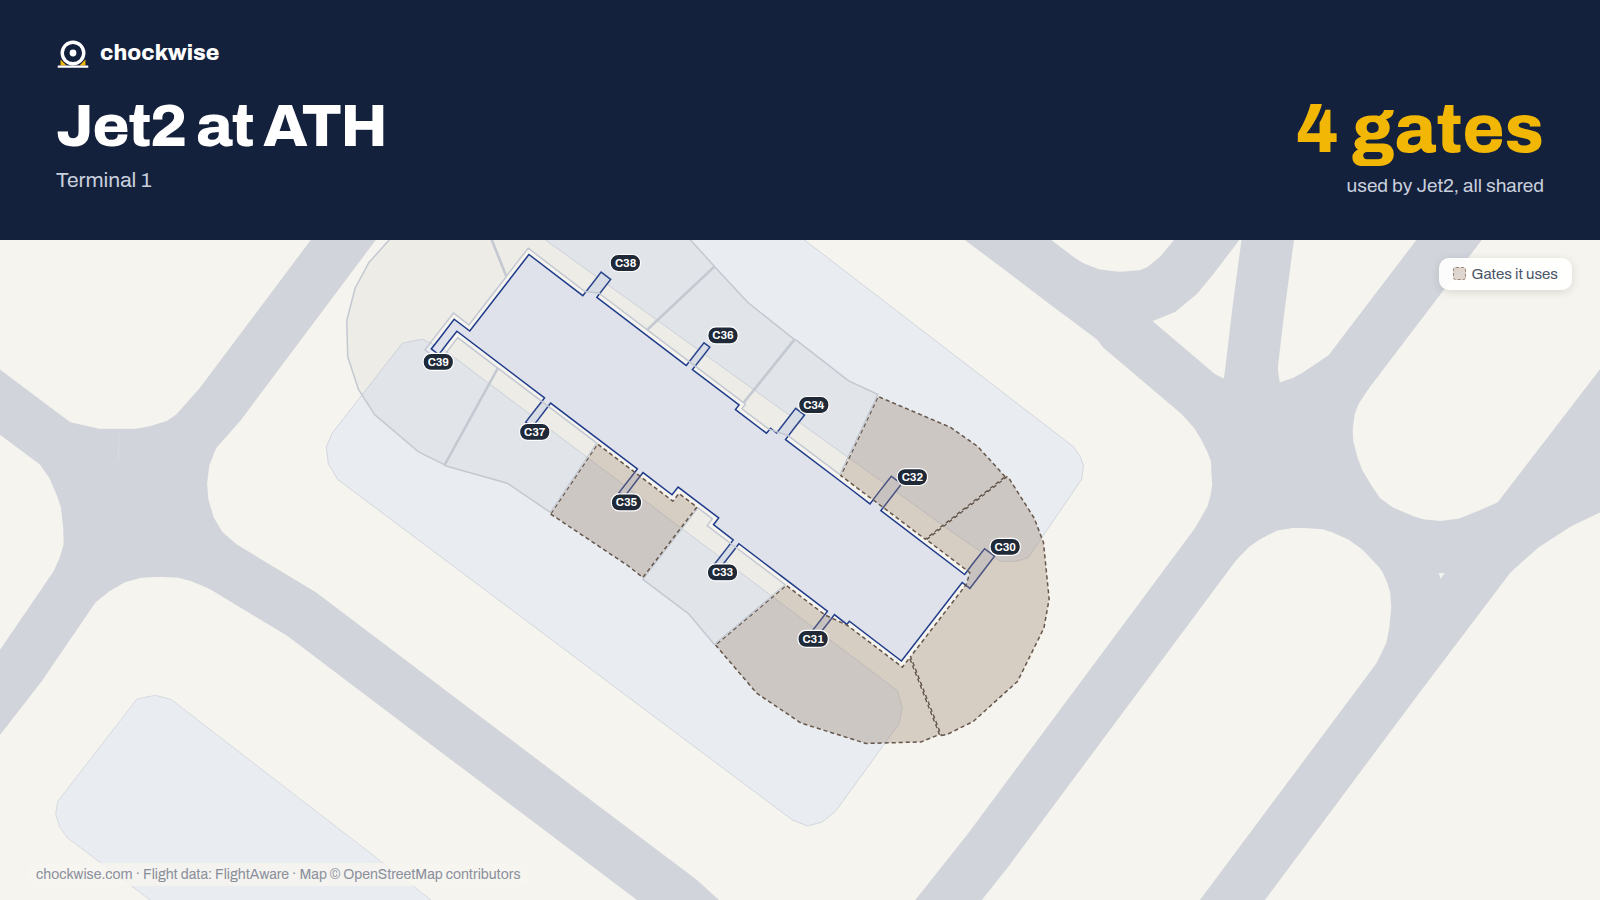 chockwise
Jet2 at ATH
Terminal 1
4 gates
used by Jet2, all shared
Gates it uses
C38
C36
C39
C34
C37
C32
C35
C30
C33
C31
chockwise.com · Flight data: FlightAware · Map © OpenStreetMap contributors